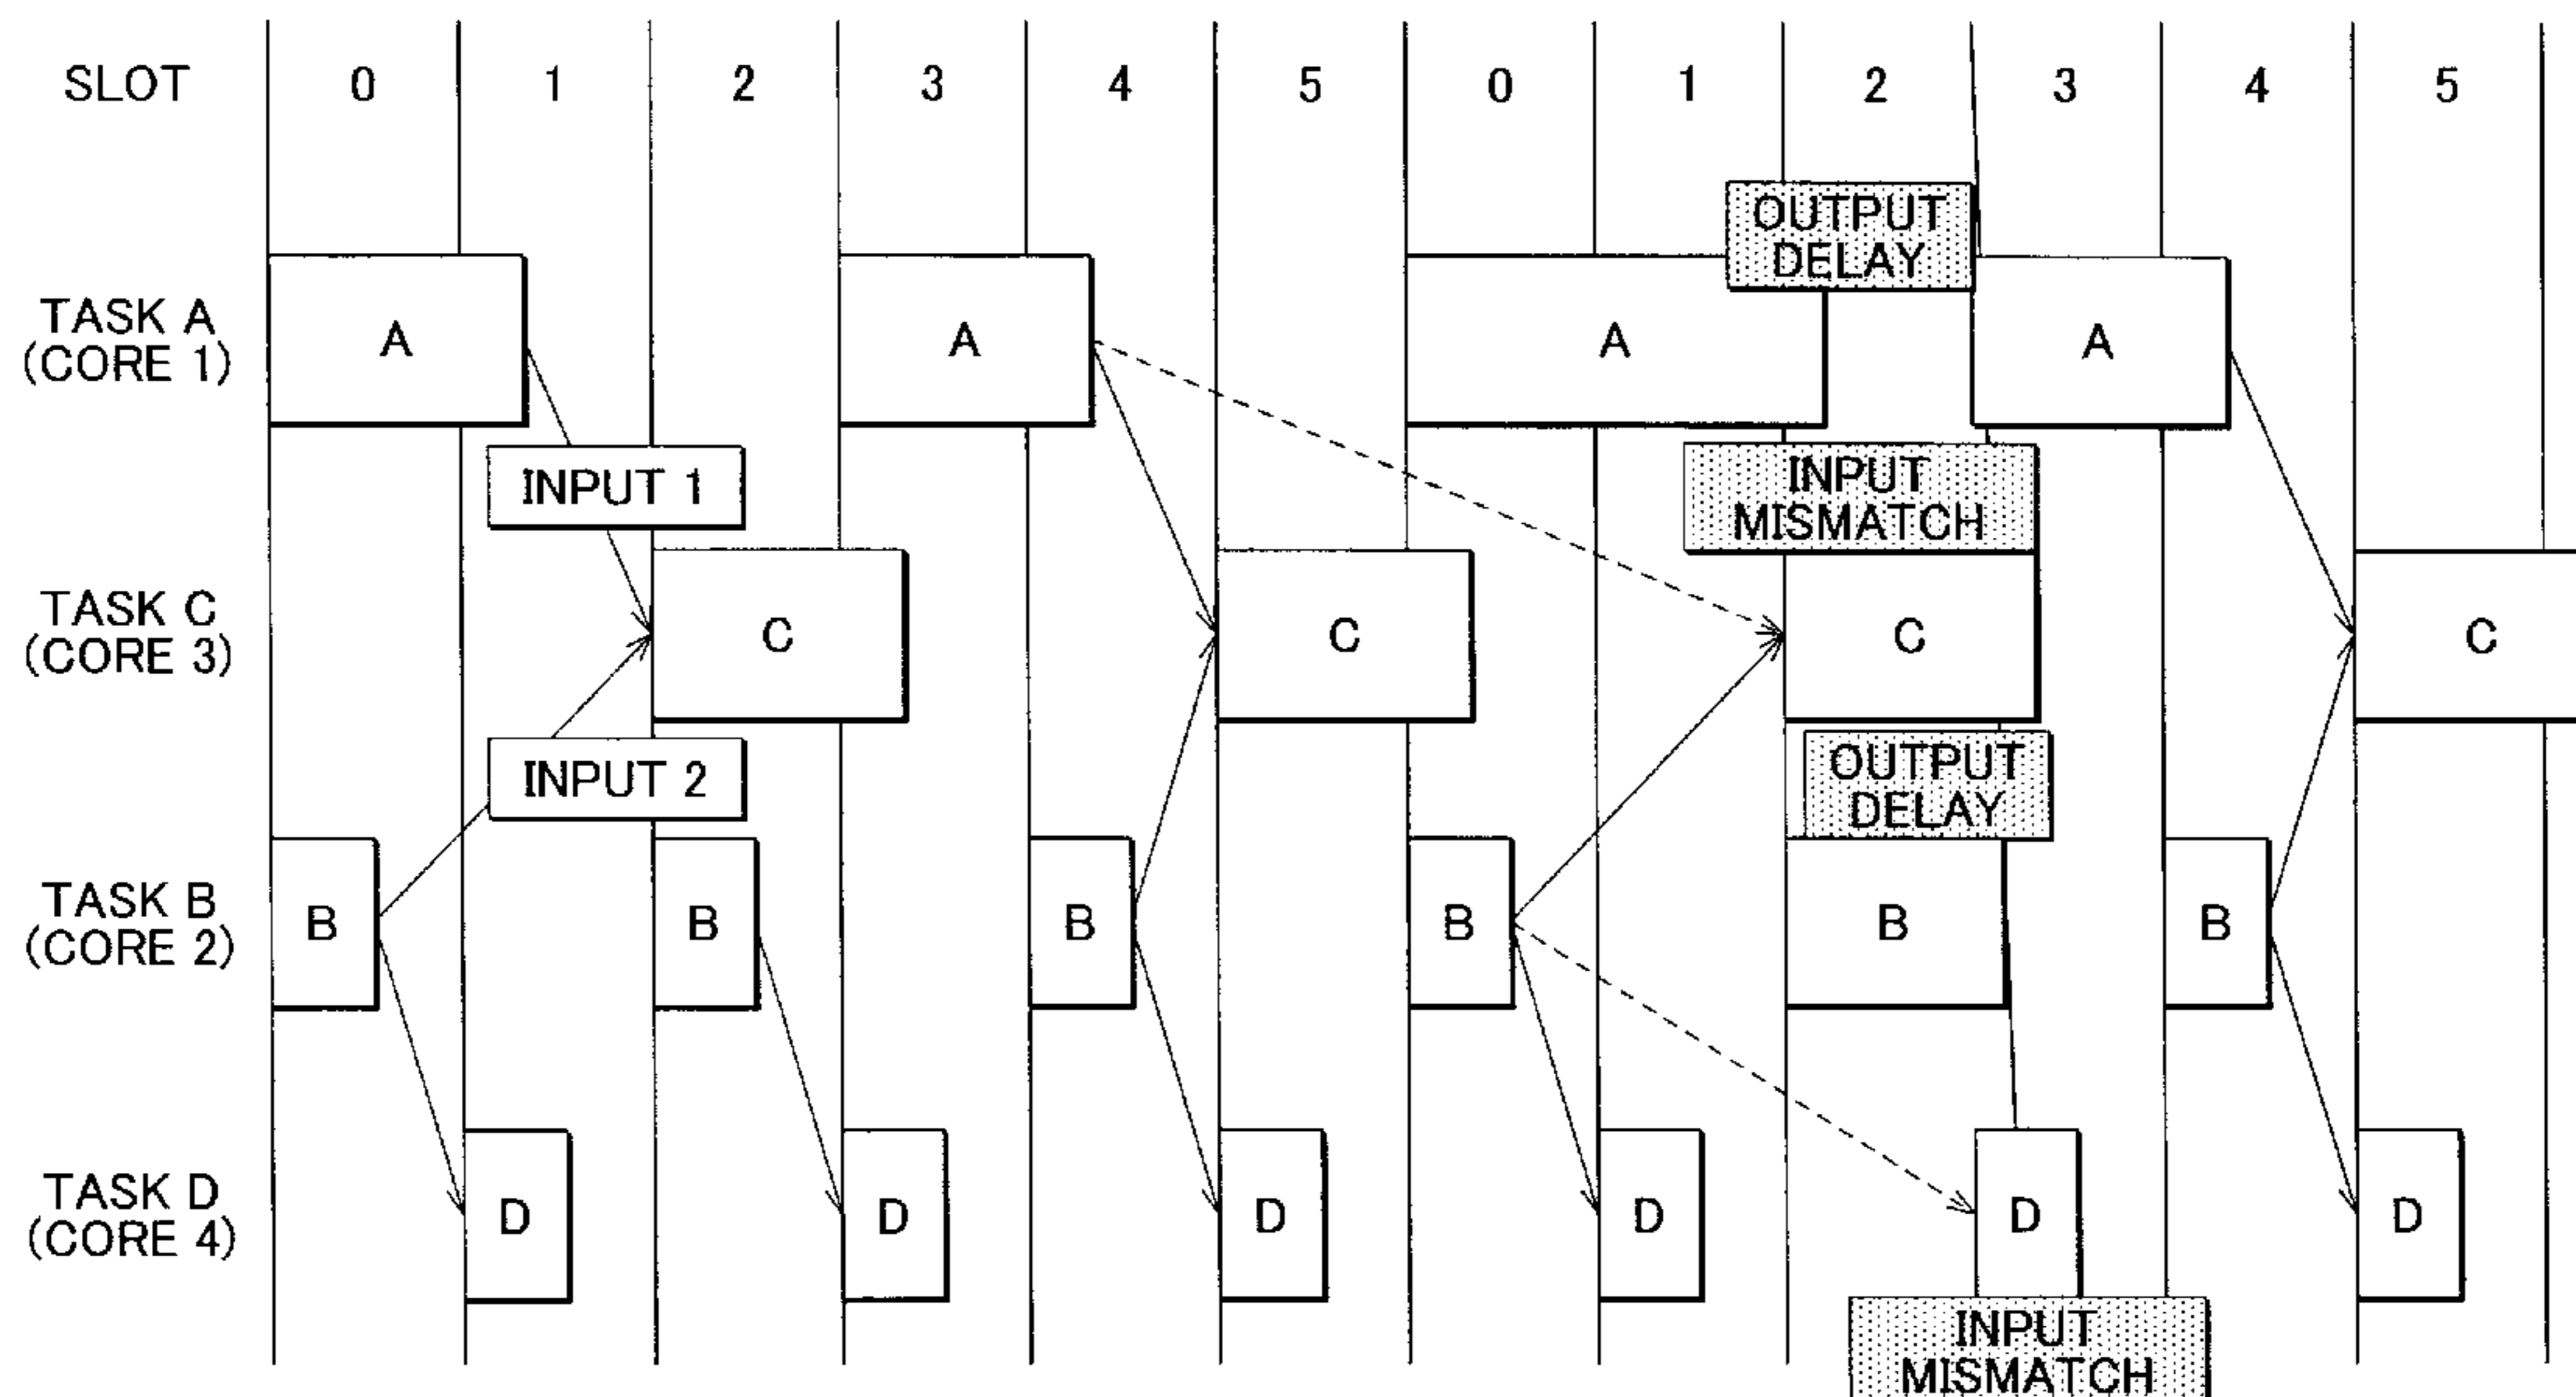 SLOT 0 1 2 3 4 5 0 1 2 3 4 5
OUTPUT
DELAY
TASK A
(CORE 1)
A A A A
INPUT 1
INPUT
MISMATCH
TASK C
(CORE 3)
C C C C
INPUT 2
OUTPUT
DELAY
TASK B
(CORE 2)
B B B B B B
TASK D
(CORE 4)
D D D D D D
INPUT
MISMATCH